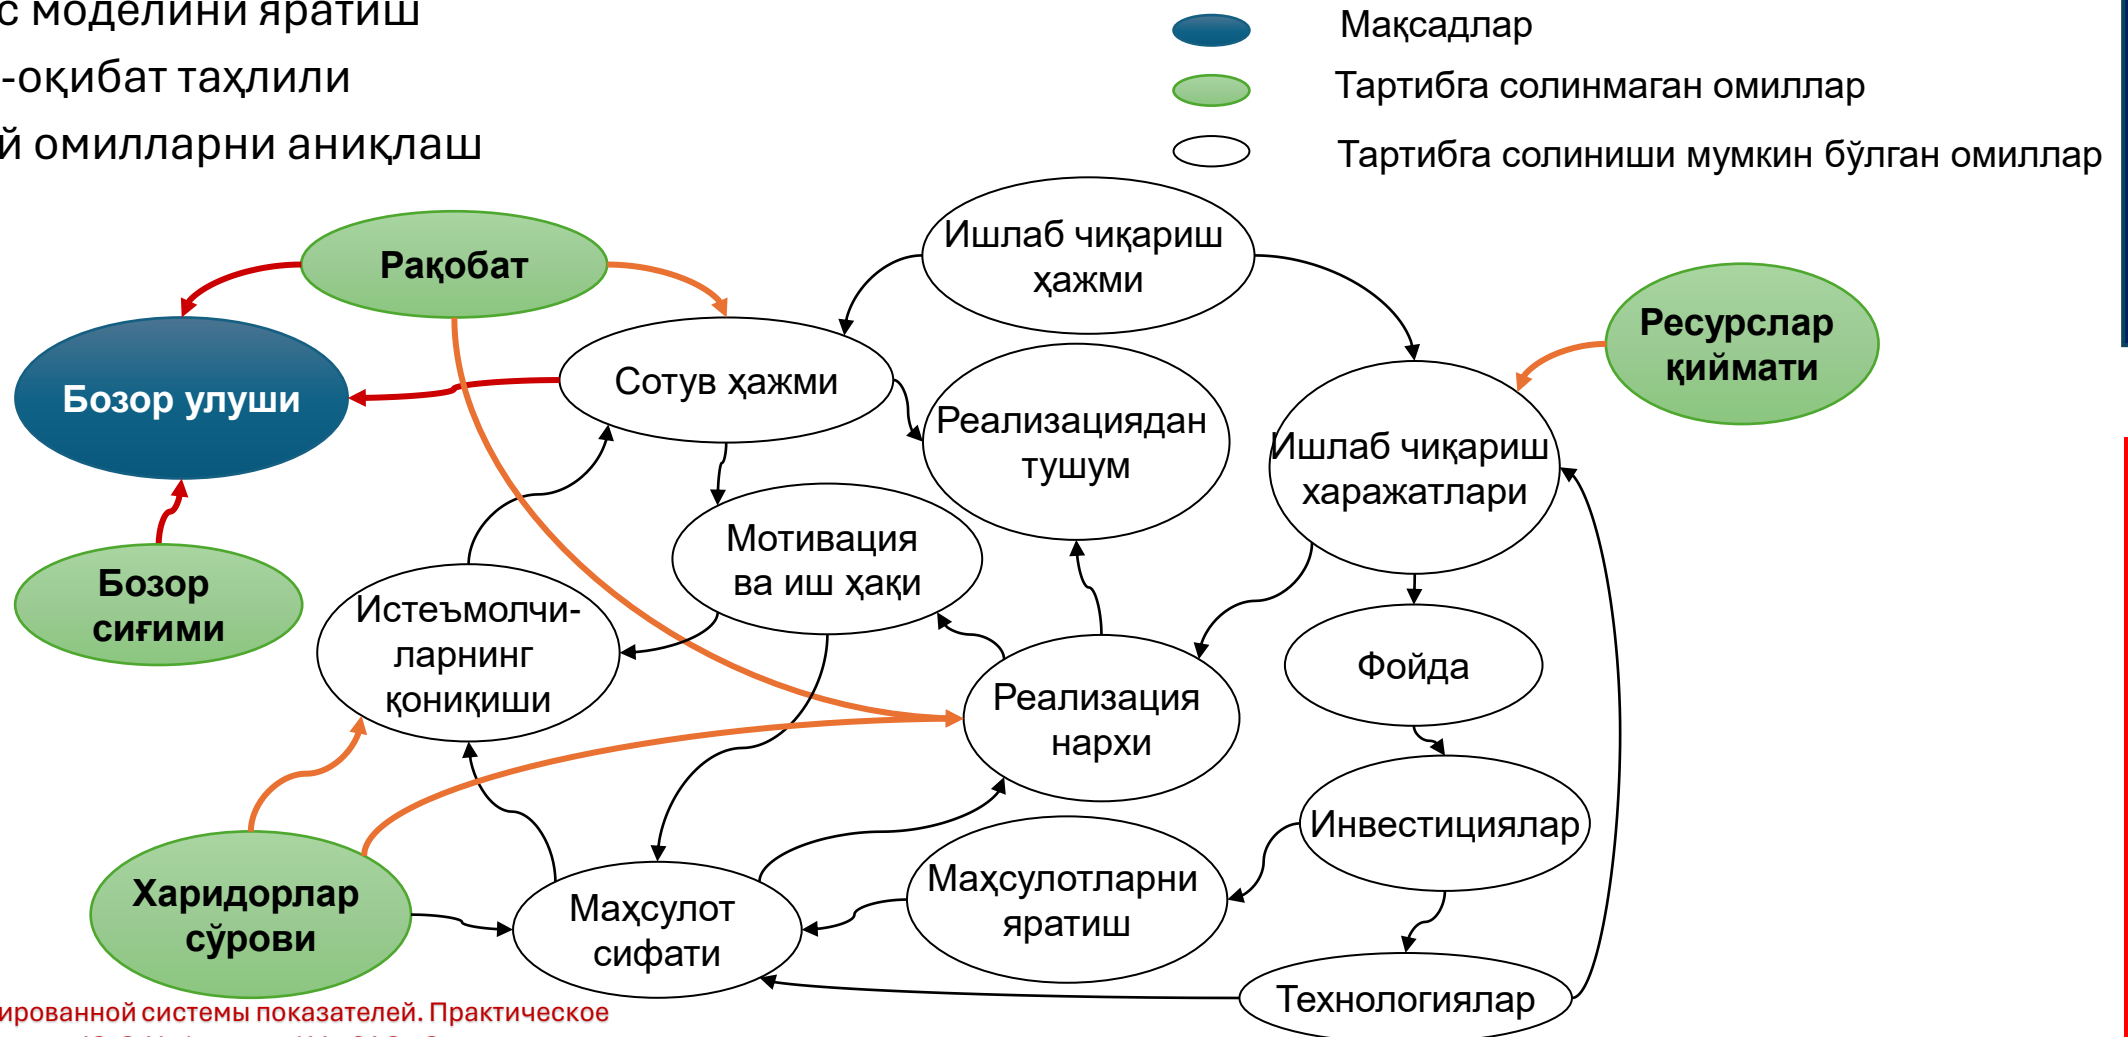 с моделини яратиш
-оқибат таҳлили
й омилларни аниқлаш
Мақсадлар
Тартибга солинмаган омиллар
Тартибга солиниши мумкин бўлган омиллар
Рақобат
Ишлаб чиқариш
ҳажми
Ресурслар
қиймати
Бозор улуши
Сотув ҳажми
Реализациядан
тушум
Ишлаб чиқариш
харажатлари
Мотивация
ва иш ҳақи
Бозор
сиғими
Истеъмолчи-
ларнинг
қониқиши
Фойда
Реализация
нархи
Инвестициялар
Харидорлар
сўрови
Маҳсулот
сифати
Маҳсулотларни
яратиш
Технологиялар
ированной системы показателей. Практическое